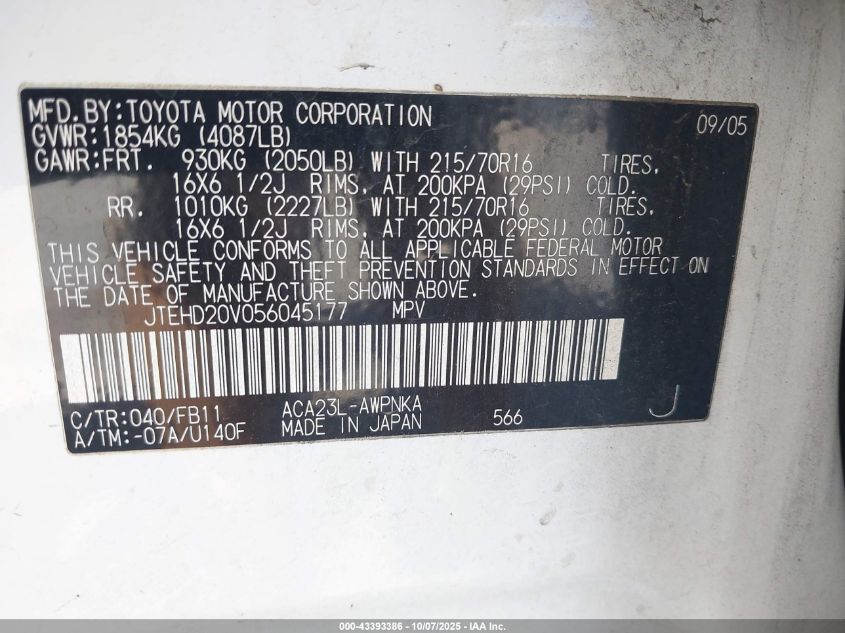 MFD.BY:TOYOTA MOTOR CORPORATION 09/05
GVWR:1854KG (4087LB)
GAWR:FRT. 930KG (2050LB) WITH 215/70R16 TIRES,
16X6 1/2J RIMS, AT 200KPA (29PSI) COLD.
RR. 1010KG (2227LB) WITH 215/70R16 TIRES,
16X6 1/2J RIMS, AT 200KPA (29PSI) COLD.
THIS VEHICLE CONFORMS TO ALL APPLICABLE FEDERAL MOTOR
VEHICLE SAFETY AND THEFT PREVENTION STANDARDS IN EFFECT ON
THE DATE OF MANUFACTURE SHOWN ABOVE.
JTEHD20V056045177 MPV
C/TR:040/FB11 ACA23L-AWPNKA 566 J
A/TM:-07A/U140F MADE IN JAPAN
000-43393386 - 10/07/2025 - IAA Inc.